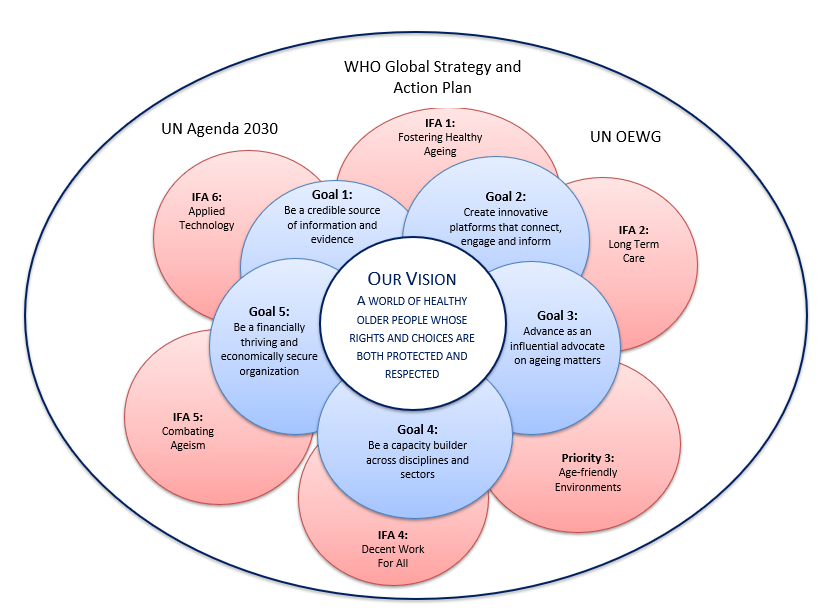 WHO Global Strategy and
Action Plan
UN Agenda 2030
UN OEWG
IFA 1:
Fostering Healthy
Ageing
IFA 6:
Applied
Technology
Goal 1:
Be a credible source
of information and
evidence
Goal 2:
Create innovative
platforms that connect,
engage and inform
IFA 2:
Long Term
Care
OUR VISION
A WORLD OF HEALTHY
OLDER PEOPLE WHOSE
RIGHTS AND CHOICES ARE
BOTH PROTECTED AND
RESPECTED
Goal 5:
Be a financially
thriving and
economically secure
organization
Goal 3:
Advance as an
influential advocate
on ageing matters
IFA 5:
Combating
Ageism
Goal 4:
Be a capacity builder
across disciplines and
sectors
Priority 3:
Age-friendly
Environments
IFA 4:
Decent Work
For All